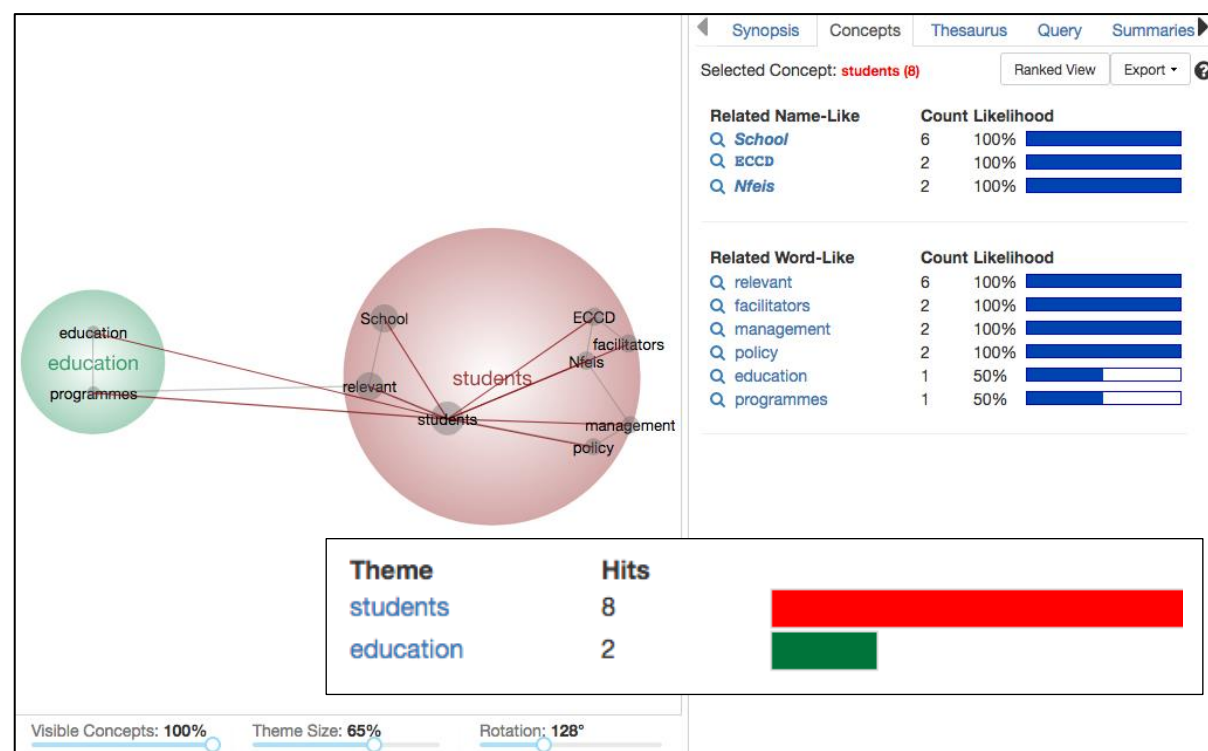 Synopsis Concepts Thesaurus Query Summaries
Selected Concept: students (8) Ranked View Export
Related Name-Like Count Likelihood
School 6 100%
ECCD 2 100%
Nfeis 2 100%
Related Word-Like Count Likelihood
relevant 6 100%
facilitators 2 100%
management 2 100%
policy 2 100%
education 1 50%
programmes 1 50%
education
education
programmes
School
relevant
students
students
ECCD
facilitators
Nfeis
management
policy
Theme Hits
students 8
education 2
Visible Concepts: 100% Theme Size: 65% Rotation: 128°